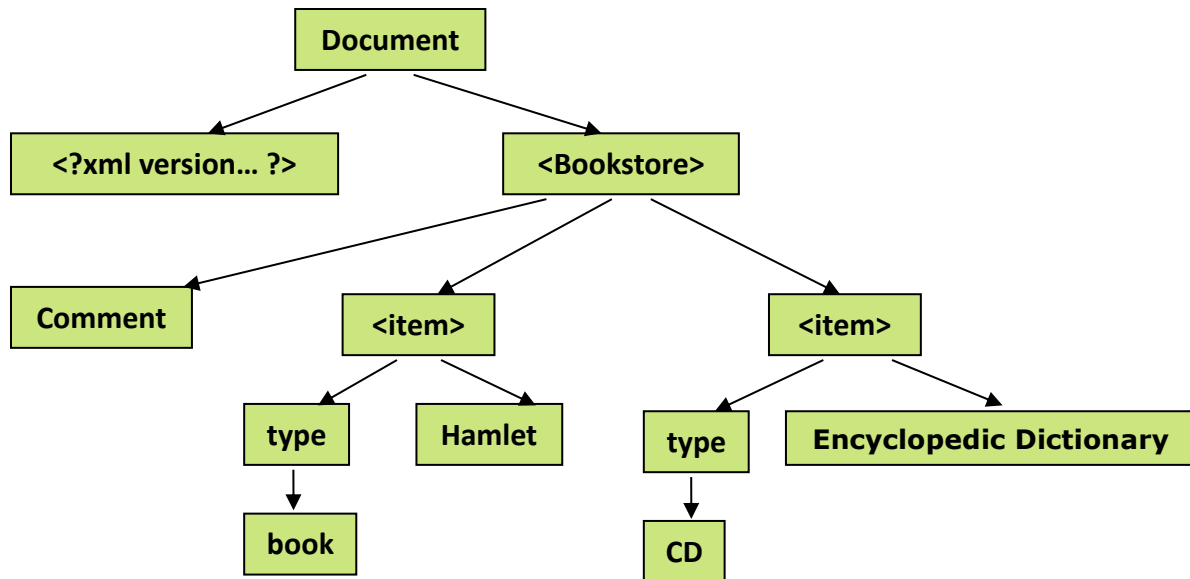 Document
<?xml version… ?>
<Bookstore>
Comment
<item>
<item>
type
Hamlet
type
Encyclopedic Dictionary
book
CD